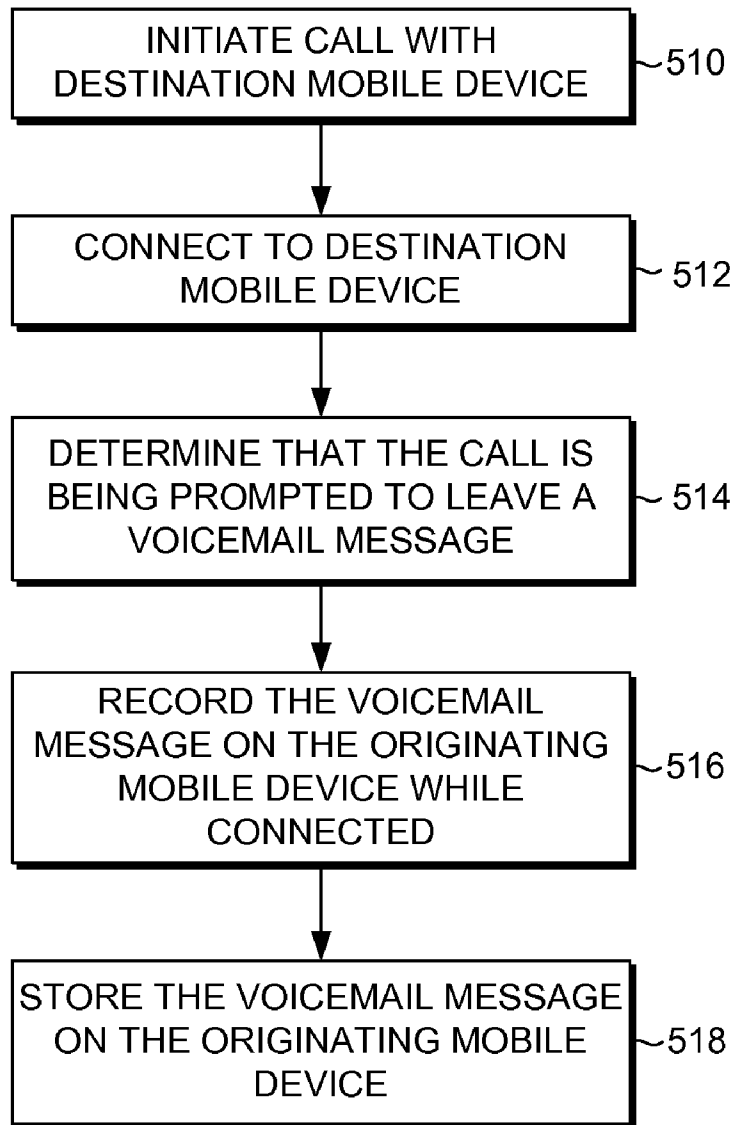 INITIATE CALL WITH
DESTINATION MOBILE DEVICE
510
CONNECT TO DESTINATION
MOBILE DEVICE
512
DETERMINE THAT THE CALL IS
BEING PROMPTED TO LEAVE A
VOICEMAIL MESSAGE
514
RECORD THE VOICEMAIL
MESSAGE ON THE ORIGINATING
MOBILE DEVICE WHILE
CONNECTED
516
STORE THE VOICEMAIL MESSAGE
ON THE ORIGINATING MOBILE
DEVICE
518